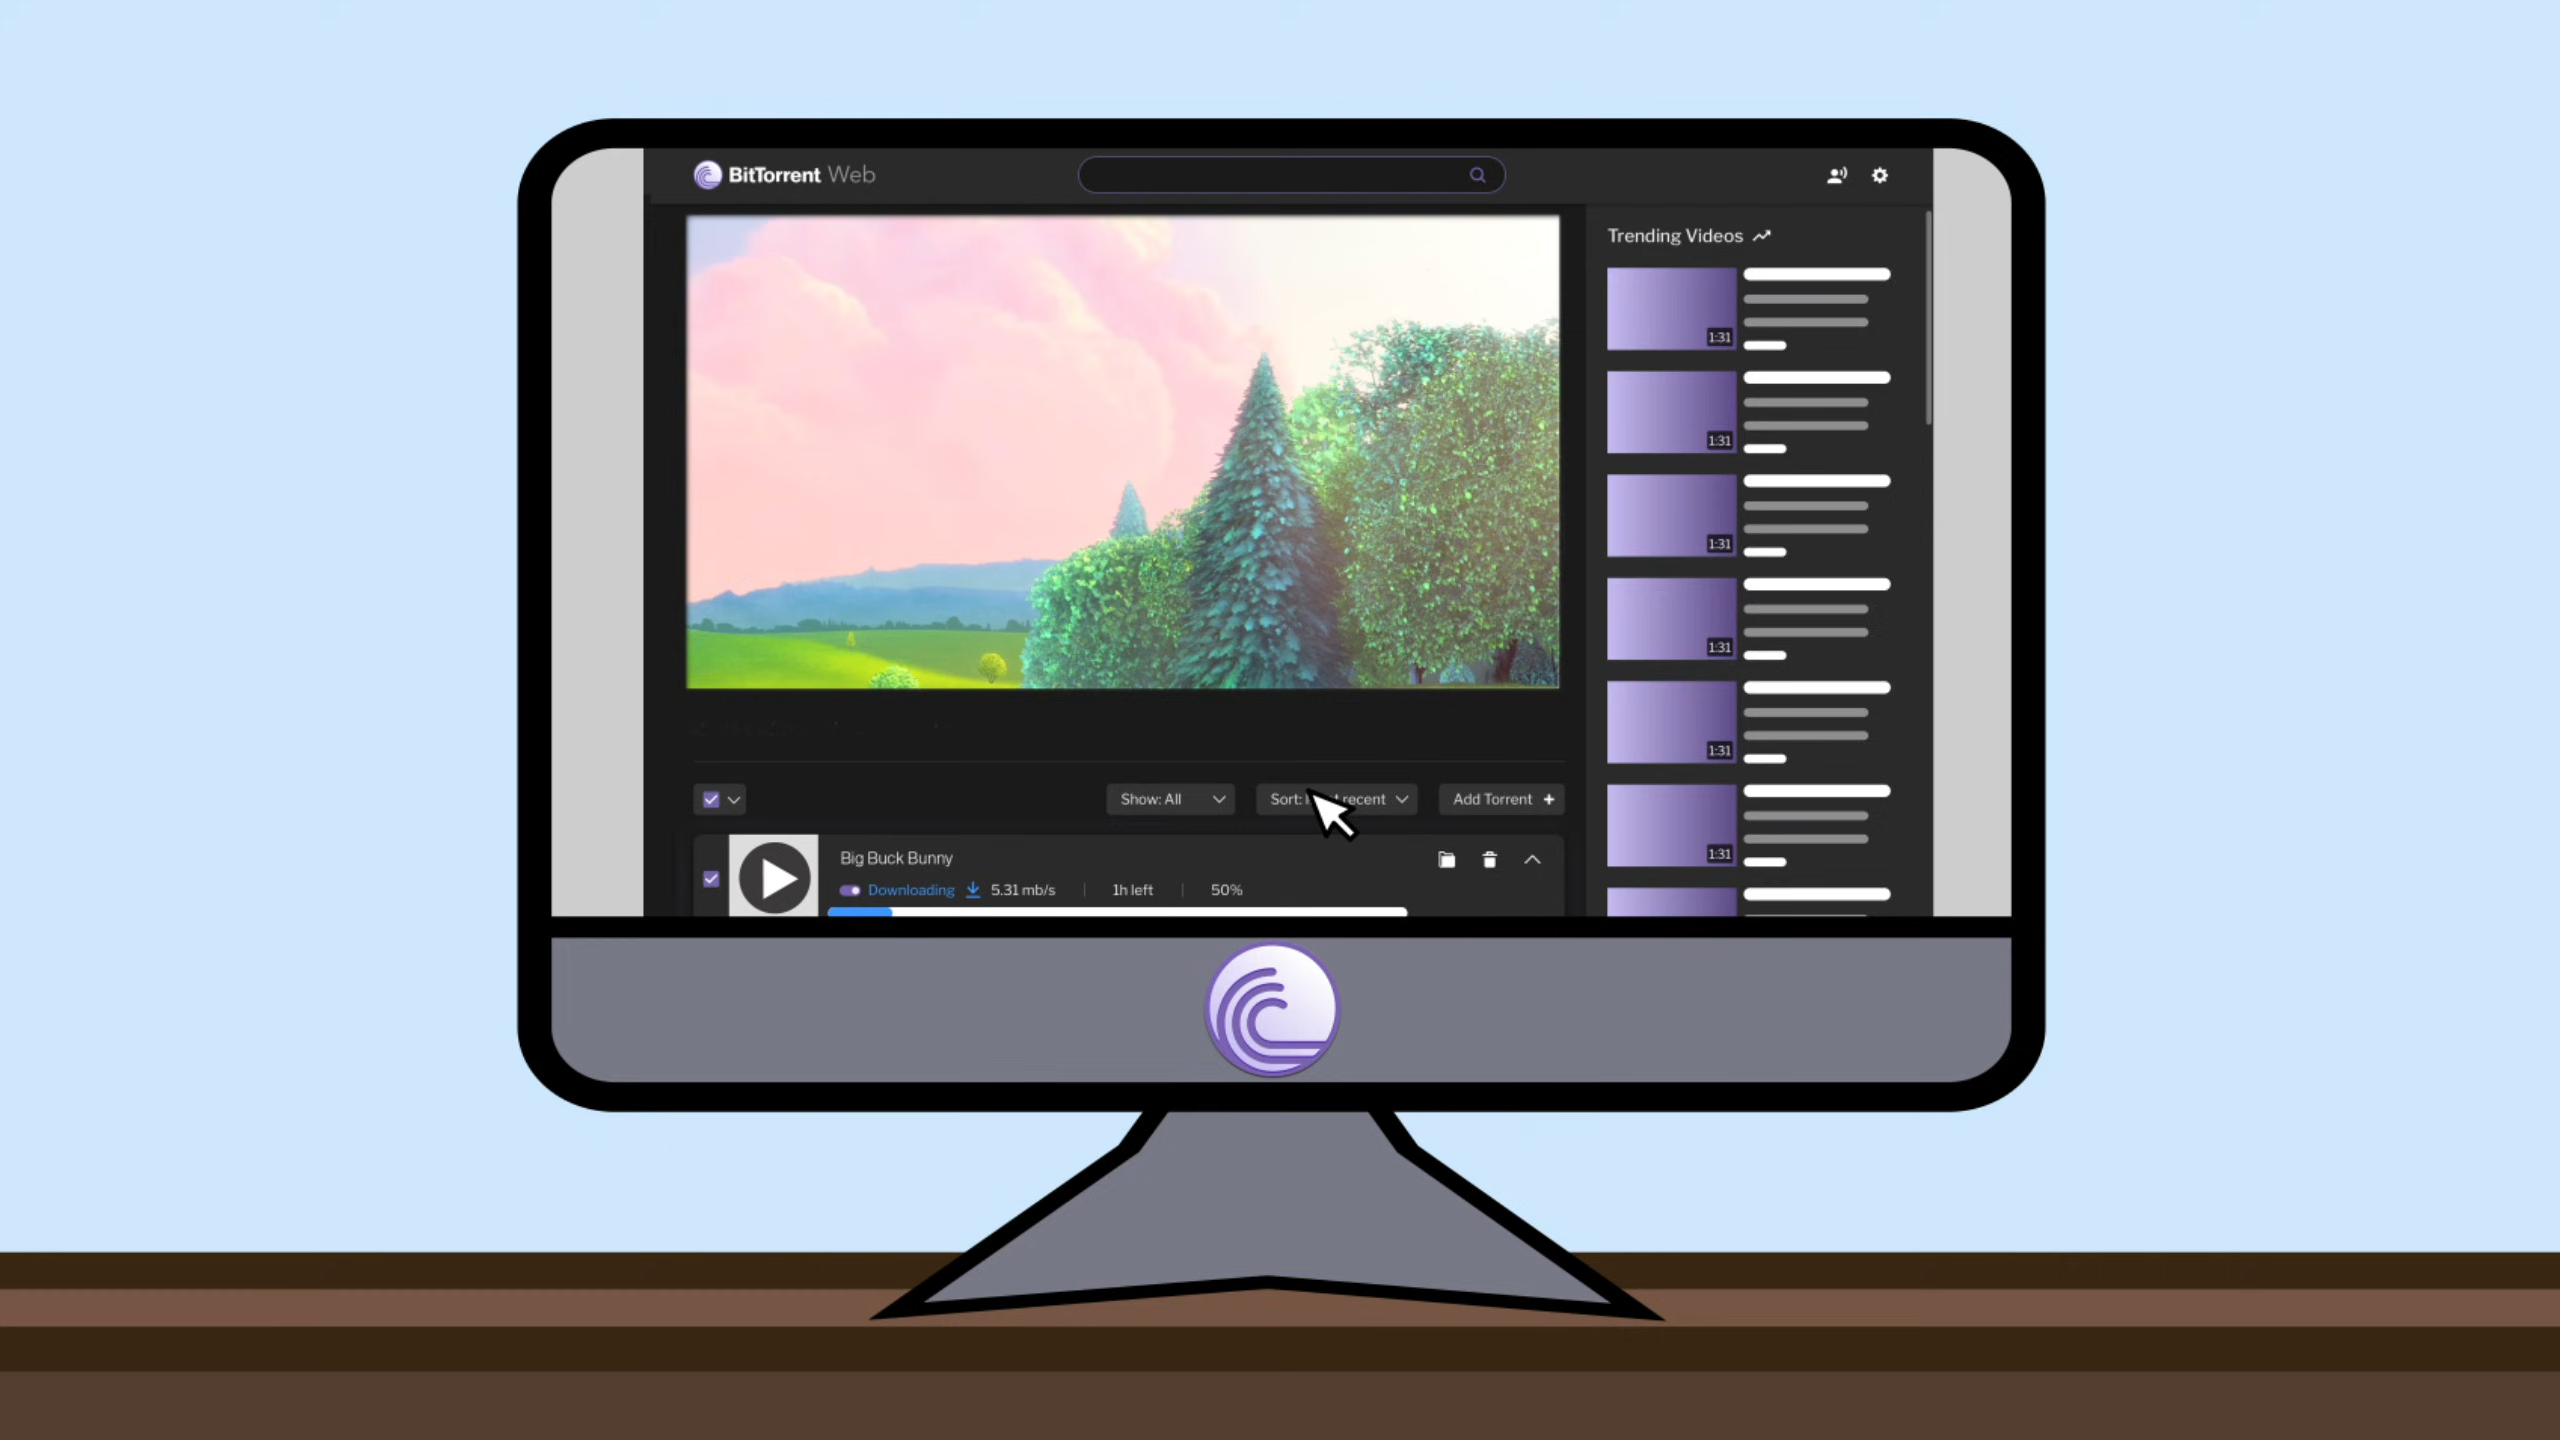 BitTorrent Web
Trending Videos
1:31
1:31
1:31
1:31
1:31
1:31
Show: All
Sort: recent
Add Torrent +
Big Buck Bunny
Downloading 5.31 mb/s | 1h left | 50%